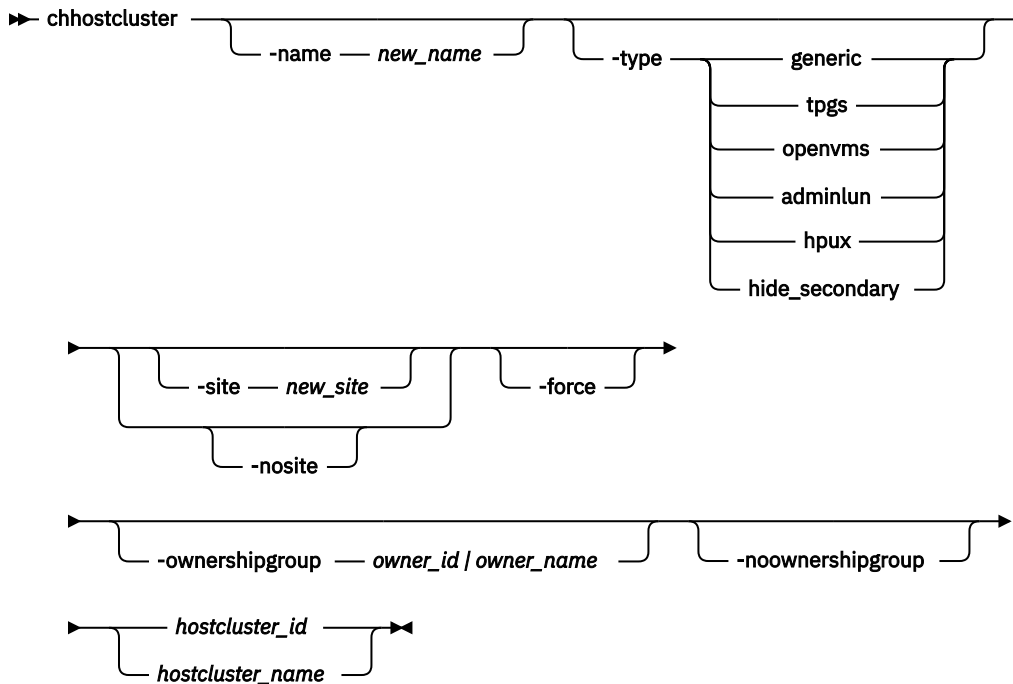 chhostcluster
-name new_name
-type generic
tpgs
openvms
adminlun
hpux
hide_secondary
-site new_site
-force
-nosite
-ownershipgroup owner_id | owner_name
-noownershipgroup
hostcluster_id
hostcluster_name